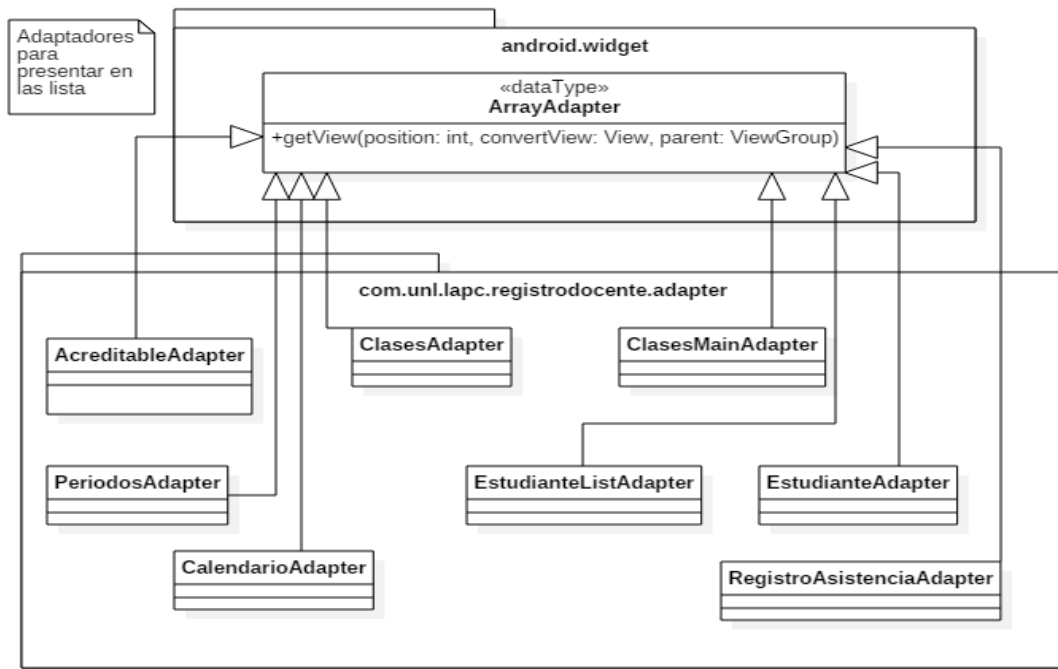 Adaptadores
para
presentar en
las lista
android.widget
«dataType»
ArrayAdapter
+getView(position: int, convertView: View, parent: ViewGroup)
com.unl.lapc.registrodocente.adapter
AcreditableAdapter
ClasesAdapter
ClasesMainAdapter
PeriodosAdapter
EstudianteListAdapter
EstudianteAdapter
CalendarioAdapter
RegistroAsistenciaAdapter